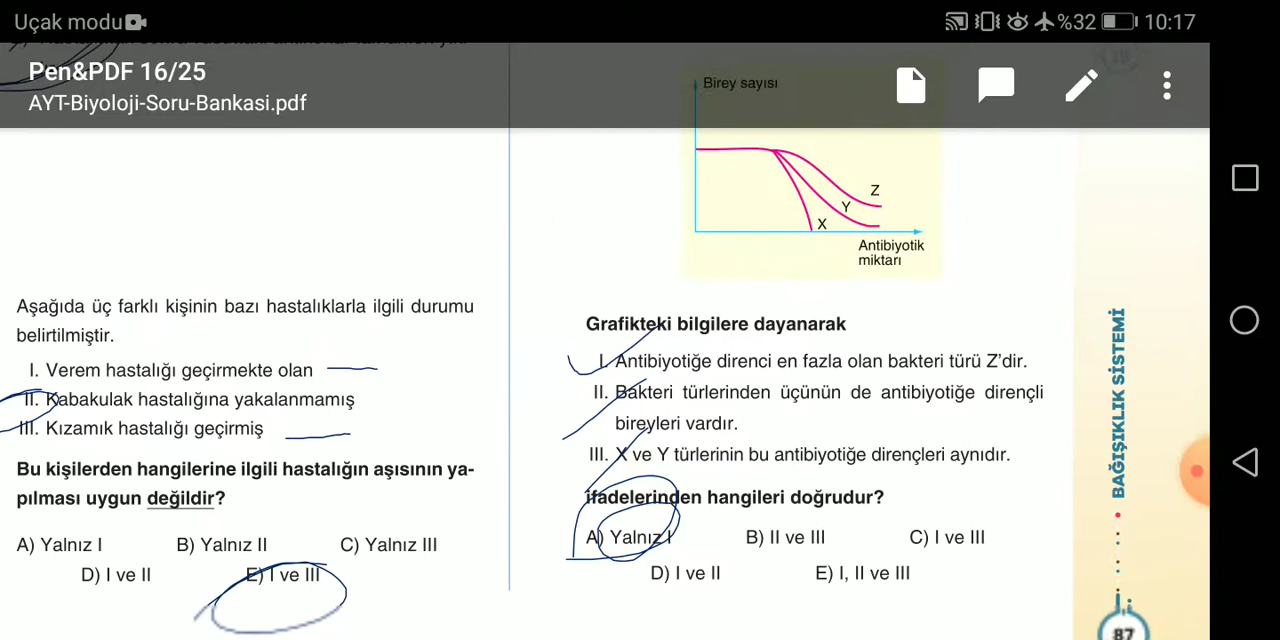 Uçak modu
%32 10:17
Pen&PDF 16/25
AYT-Biyoloji-Soru-Bankasi.pdf
Aşağıda üç farklı kişinin bazı hastalıklarla ilgili durumu
belirtilmiştir.
I. Verem hastalığı geçirmekte olan
II. Kabakulak hastalığına yakalanmamış
III. Kızamık hastalığı geçirmiş
Bu kişilerden hangilerine ilgili hastalığın aşısının ya-
pılması uygun değildir?
A) Yalnız I B) Yalnız II C) Yalnız III
D) I ve II E) I ve III
Birey sayısı
Z
Y
X
Antibiyotik
miktarı
Grafikteki bilgilere dayanarak
I. Antibiyotiğe direnci en fazla olan bakteri türü Z'dir.
II. Bakteri türlerinden üçünün de antibiyotiğe dirençli
bireyleri vardır.
III. X ve Y türlerinin bu antibiyotiğe dirençleri aynıdır.
ifadelerinden hangileri doğrudur?
A) Yalnız I B) II ve III C) I ve III
D) I ve II E) I, II ve III
BAĞIŞIKLIK SİSTEMİ
87